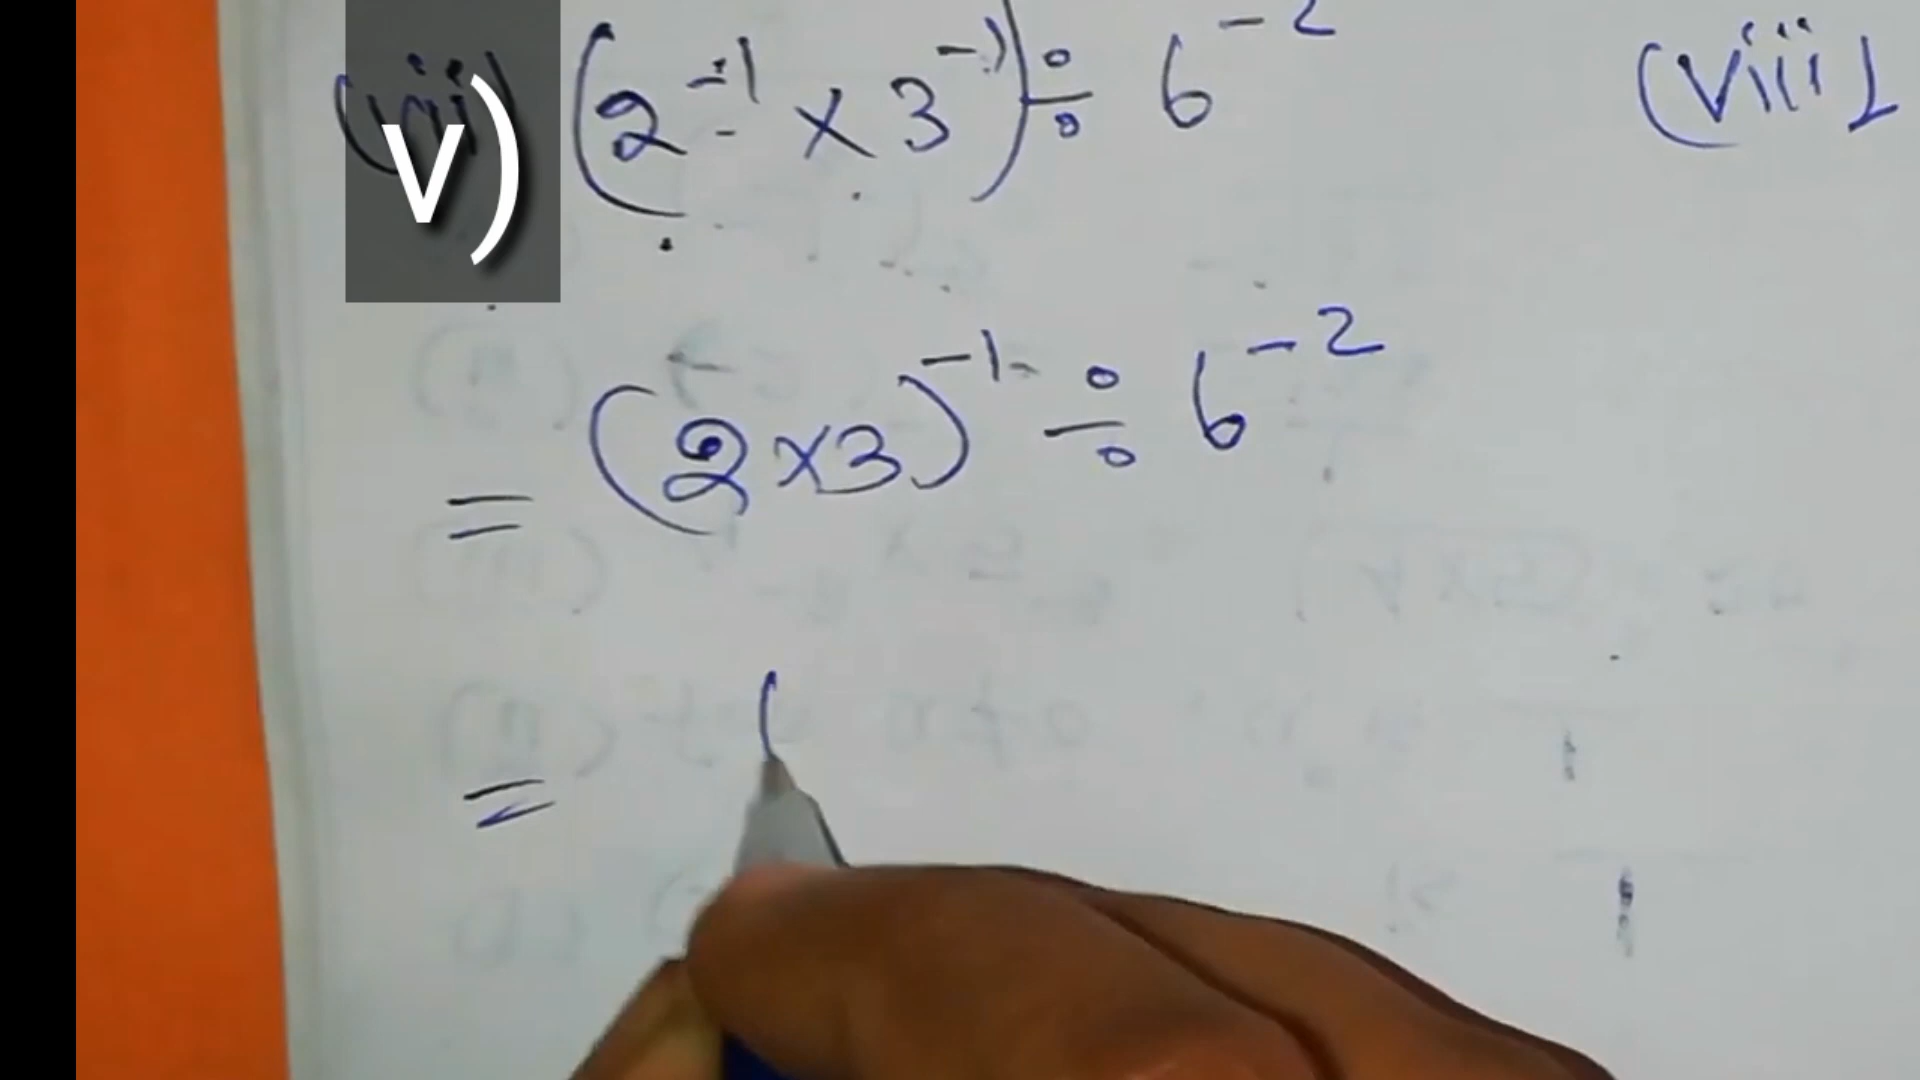 v) (2⁻¹ × 3⁻¹) ÷ 6⁻² (viii)
= (2×3)⁻¹ ÷ 6⁻²
= (